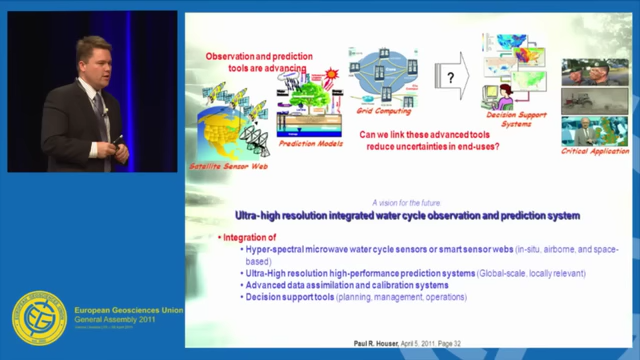 Observation and prediction
tools are advancing
Satellite Sensor Web
Prediction Models
Grid Computing
?
Decision Support
Systems
Critical Application
Can we link these advanced tools
reduce uncertainties in end-uses?
A vision for the future:
Ultra-high resolution integrated water cycle observation and prediction system
• Integration of
• Hyper-spectral microwave water cycle sensors or smart sensor webs (in-situ, airborne, and space-
based)
• Ultra-High resolution high-performance prediction systems (Global-scale, locally relevant)
• Advanced data assimilation and calibration systems
• Decision support tools (planning, management, operations)
Paul R. Houser, April 5, 2011, Page 32
European Geosciences Union
General Assembly 2011